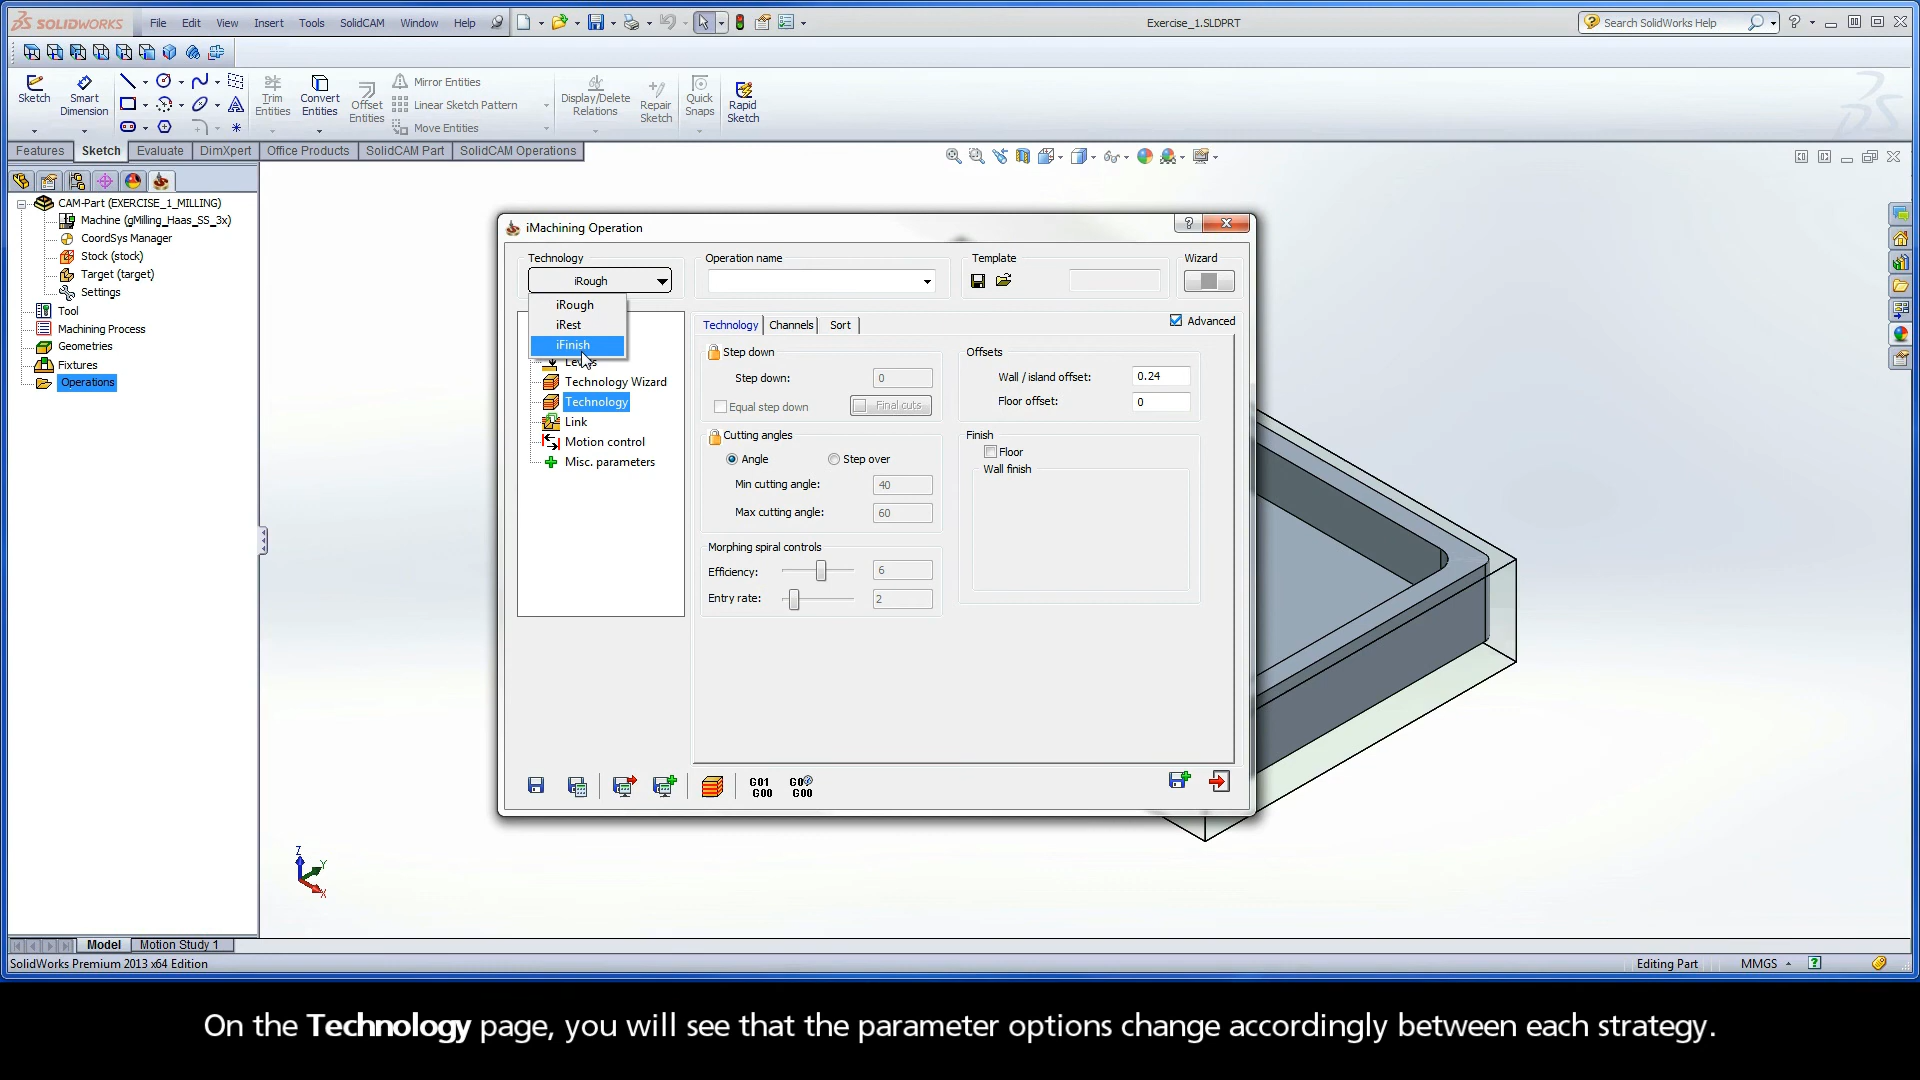 SOLIDWORKS File Edit View Insert Tools SolidCAM Window Help Exercise_1.SLDPRT Search SolidWorks Help
Sketch Smart Dimension Trim Entities Convert Entities Offset Entities Mirror Entities Linear Sketch Pattern Move Entities Display/Delete Relations Repair Sketch Quick Snaps Rapid Sketch
Features Sketch Evaluate DimXpert Office Products SolidCAM Part SolidCAM Operations
CAM-Part (EXERCISE_1_MILLING)
Machine (gMilling_Haas_SS_3x)
CoordSys Manager
Stock (stock)
Target (target)
Settings
Tool
Machining Process
Geometries
Fixtures
Operations
iMachining Operation
Technology Operation name Template Wizard
iRough
iRough
iRest
iFinish
Technology Wizard
Technology
Link
Motion control
Misc. parameters
Technology Channels Sort Advanced
Step down
Step down: 0
Equal step down Final cuts
Cutting angles
Angle Step over
Min cutting angle: 40
Max cutting angle: 60
Morphing spiral controls
Efficiency: 6
Entry rate: 2
Offsets
Wall / island offset: 0.24
Floor offset: 0
Finish
Floor
Wall finish
G01 G00
G00
Z
Y
X
Model Motion Study 1
SolidWorks Premium 2013 x64 Edition Editing Part MMGS
On the Technology page, you will see that the parameter options change accordingly between each strategy.